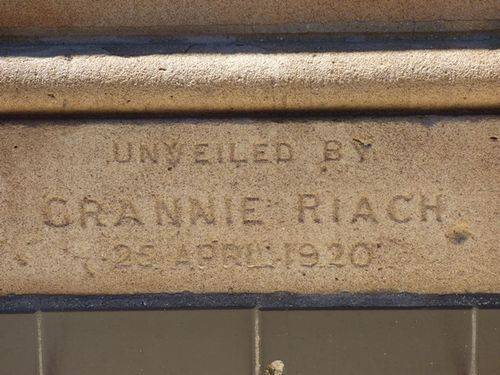 UNVEILED BY
GRANNIE RIACH
25 APRIL 1920